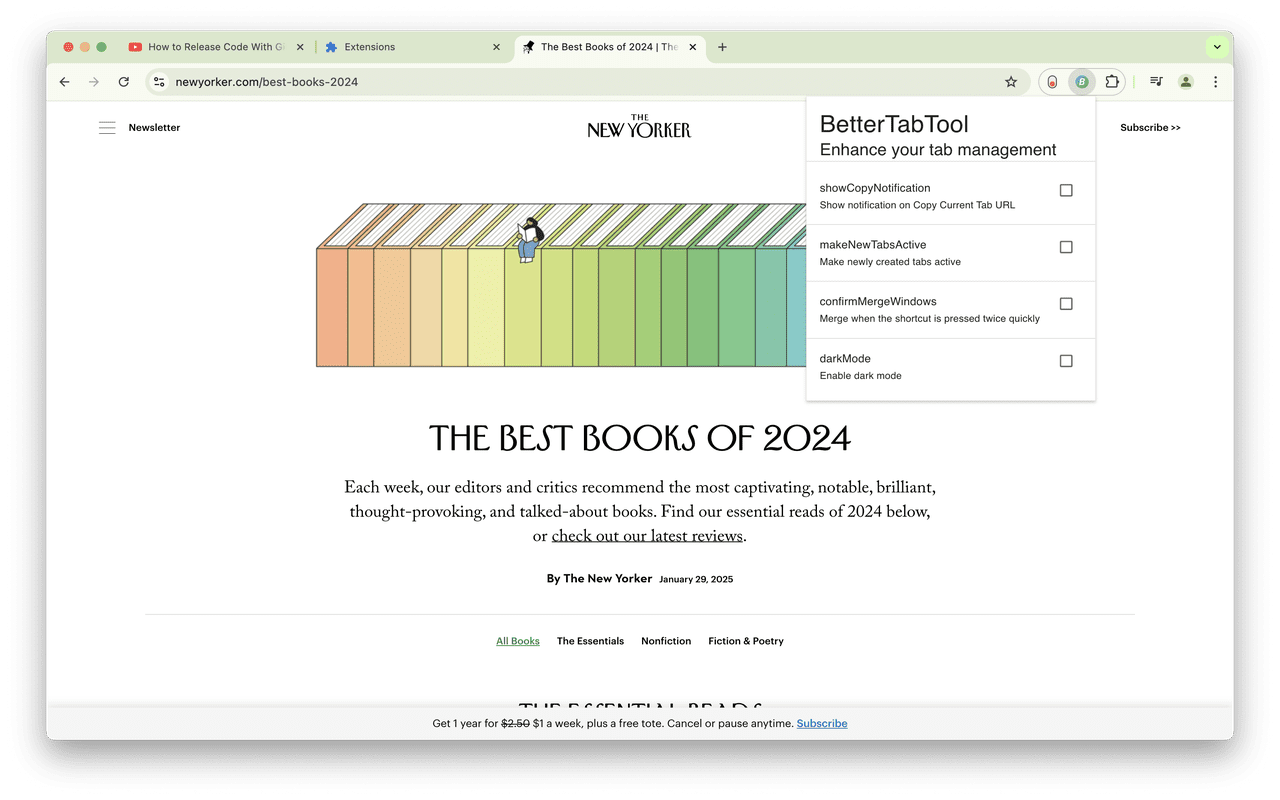 How to Release Code With Gi
Extensions
The Best Books of 2024 | The
newyorker.com/best-books-2024
B
Newsletter
THE
NEW YORKER
Subscribe >>
BetterTabTool
Enhance your tab management
showCopyNotification
Show notification on Copy Current Tab URL
makeNewTabsActive
Make newly created tabs active
confirmMergeWindows
Merge when the shortcut is pressed twice quickly
darkMode
Enable dark mode
THE BEST BOOKS OF 2024
Each week, our editors and critics recommend the most captivating, notable, brilliant,
thought-provoking, and talked-about books. Find our essential reads of 2024 below,
or check out our latest reviews.
By The New Yorker January 29, 2025
All Books The Essentials Nonfiction Fiction & Poetry
THE ESSENTIAL READS
Get 1 year for $2.50 $1 a week, plus a free tote. Cancel or pause anytime. Subscribe